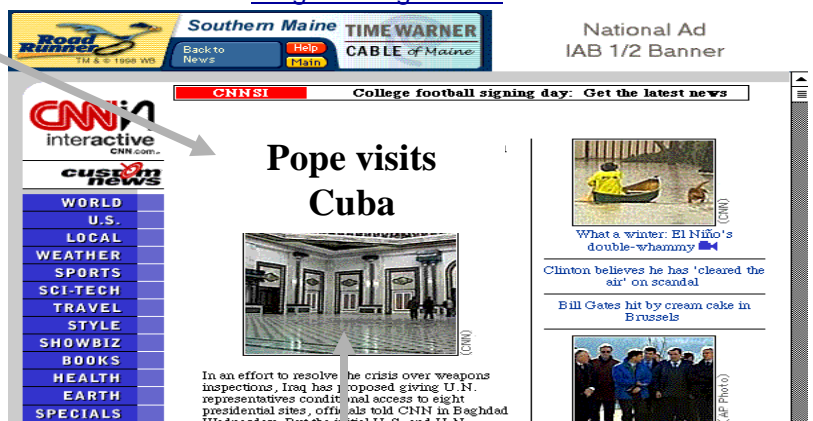 Road
Runner
TM & © 1998 WB
Southern Maine
Back to
News
Help
Main
TIME WARNER
CABLE of Maine
National Ad
IAB 1/2 Banner
CNNSI College football signing day: Get the latest news
CNNin
interactive
CNN.com
custom
news
WORLD
U.S.
LOCAL
WEATHER
SPORTS
SCI-TECH
TRAVEL
STYLE
SHOWBIZ
BOOKS
HEALTH
EARTH
SPECIALS
Pope visits
Cuba
(CNN)
In an effort to resolve the crisis over weapons
inspections, Iraq has proposed giving U.N.
representatives conditional access to eight
presidential sites, officials told CNN in Baghdad
(CNN)
What a winter: El Niño's
double-whammy
Clinton believes he has 'cleared the
air' on scandal
Bill Gates hit by cream cake in
Brussels
(AP Photo)